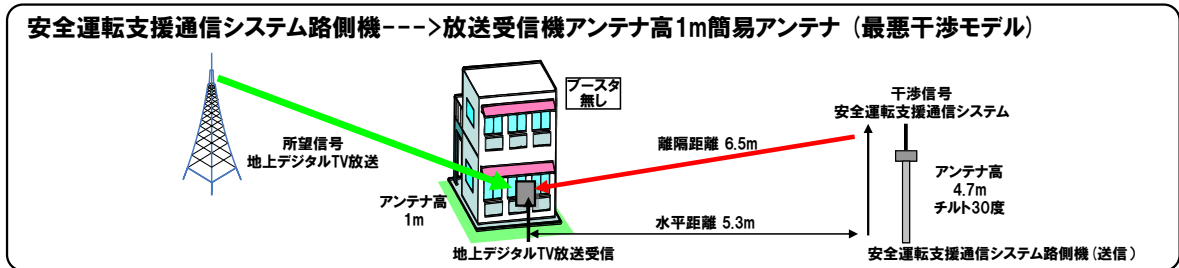 安全運転支援通信システム路側機--->放送受信機アンテナ高1m簡易アンテナ（最悪干渉モデル）
ブースタ
無し
干渉信号
安全運転支援通信システム
所望信号
地上デジタルTV放送
離隔距離 6.5m
アンテナ高
4.7m
チルト30度
アンテナ高
1m
水平距離 5.3m
地上デジタルTV放送受信
安全運転支援通信システム路側機（送信）